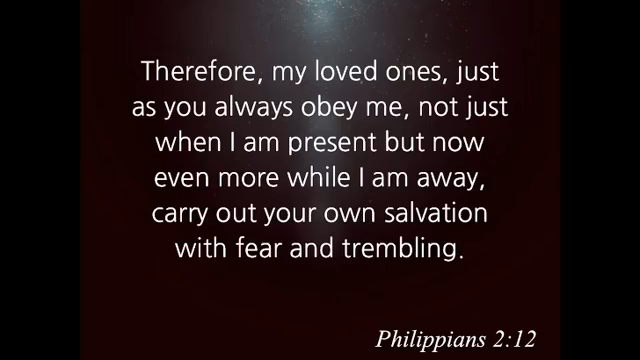 Therefore, my loved ones, just
as you always obey me, not just
when I am present but now
even more while I am away,
carry out your own salvation
with fear and trembling.
Philippians 2:12